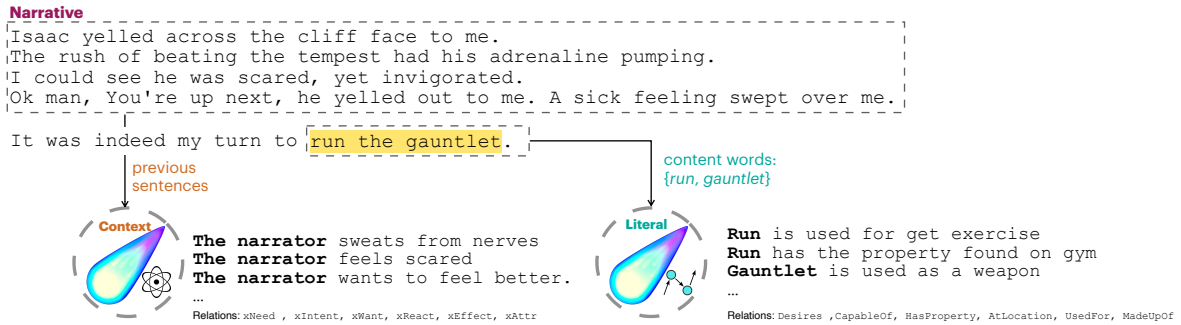 Narrative
Isaac yelled across the cliff face to me.
The rush of beating the tempest had his adrenaline pumping.
I could see he was scared, yet invigorated.
Ok man, You're up next, he yelled out to me. A sick feeling swept over me.
It was indeed my turn to run the gauntlet.
previous
sentences
content words:
{run, gauntlet}
Context
The narrator sweats from nerves
The narrator feels scared
The narrator wants to feel better.
...
Relations: xNeed , xIntent, xWant, xReact, xEffect, xAttr
Literal
Run is used for get exercise
Run has the property found on gym
Gauntlet is used as a weapon
...
Relations: Desires ,CapableOf, HasProperty, AtLocation, UsedFor, MadeUpOf